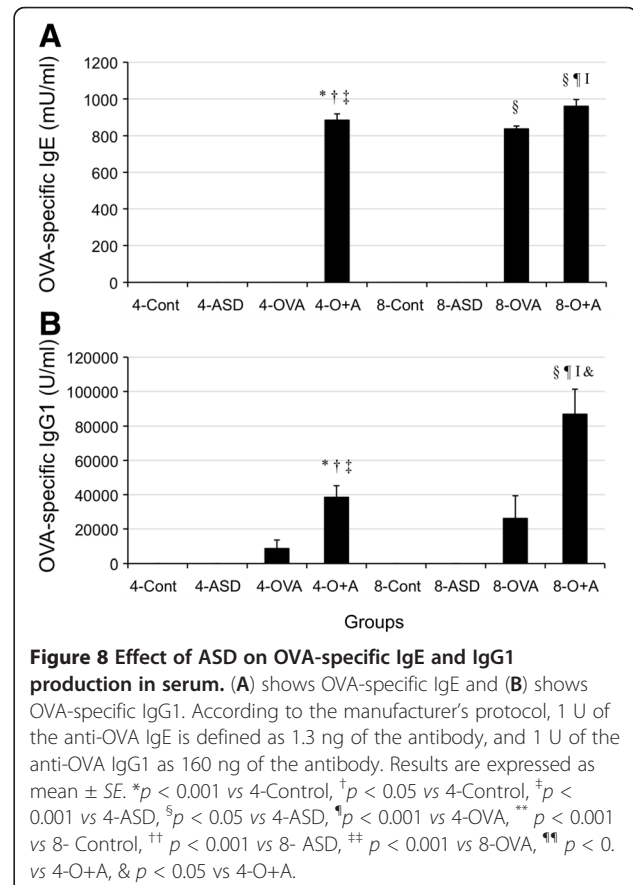 A
OVA-specific IgE (mU/ml)
1200
1000
800
600
400
200
0
* † ‡
§
§ ¶ I
4-Cont 4-ASD 4-OVA 4-O+A 8-Cont 8-ASD 8-OVA 8-O+A
B
OVA-specific IgG1 (U/ml)
120000
100000
80000
60000
40000
20000
0
* † ‡
§ ¶ I &
4-Cont 4-ASD 4-OVA 4-O+A 8-Cont 8-ASD 8-OVA 8-O+A
Groups
Figure 8 Effect of ASD on OVA-specific IgE and IgG1
production in serum. (A) shows OVA-specific IgE and (B) shows
OVA-specific IgG1. According to the manufacturer's protocol, 1 U of
the anti-OVA IgE is defined as 1.3 ng of the antibody, and 1 U of the
anti-OVA IgG1 as 160 ng of the antibody. Results are expressed as
mean ± SE. *p < 0.001 vs 4-Control, †p < 0.05 vs 4-Control, ‡p <
0.001 vs 4-ASD, §p < 0.05 vs 4-ASD, ¶p < 0.001 vs 4-OVA, ** p < 0.001
vs 8- Control, †† p < 0.001 vs 8- ASD, ‡‡ p < 0.001 vs 8-OVA, ¶¶ p < 0.
vs 4-O+A, & p < 0.05 vs 4-O+A.